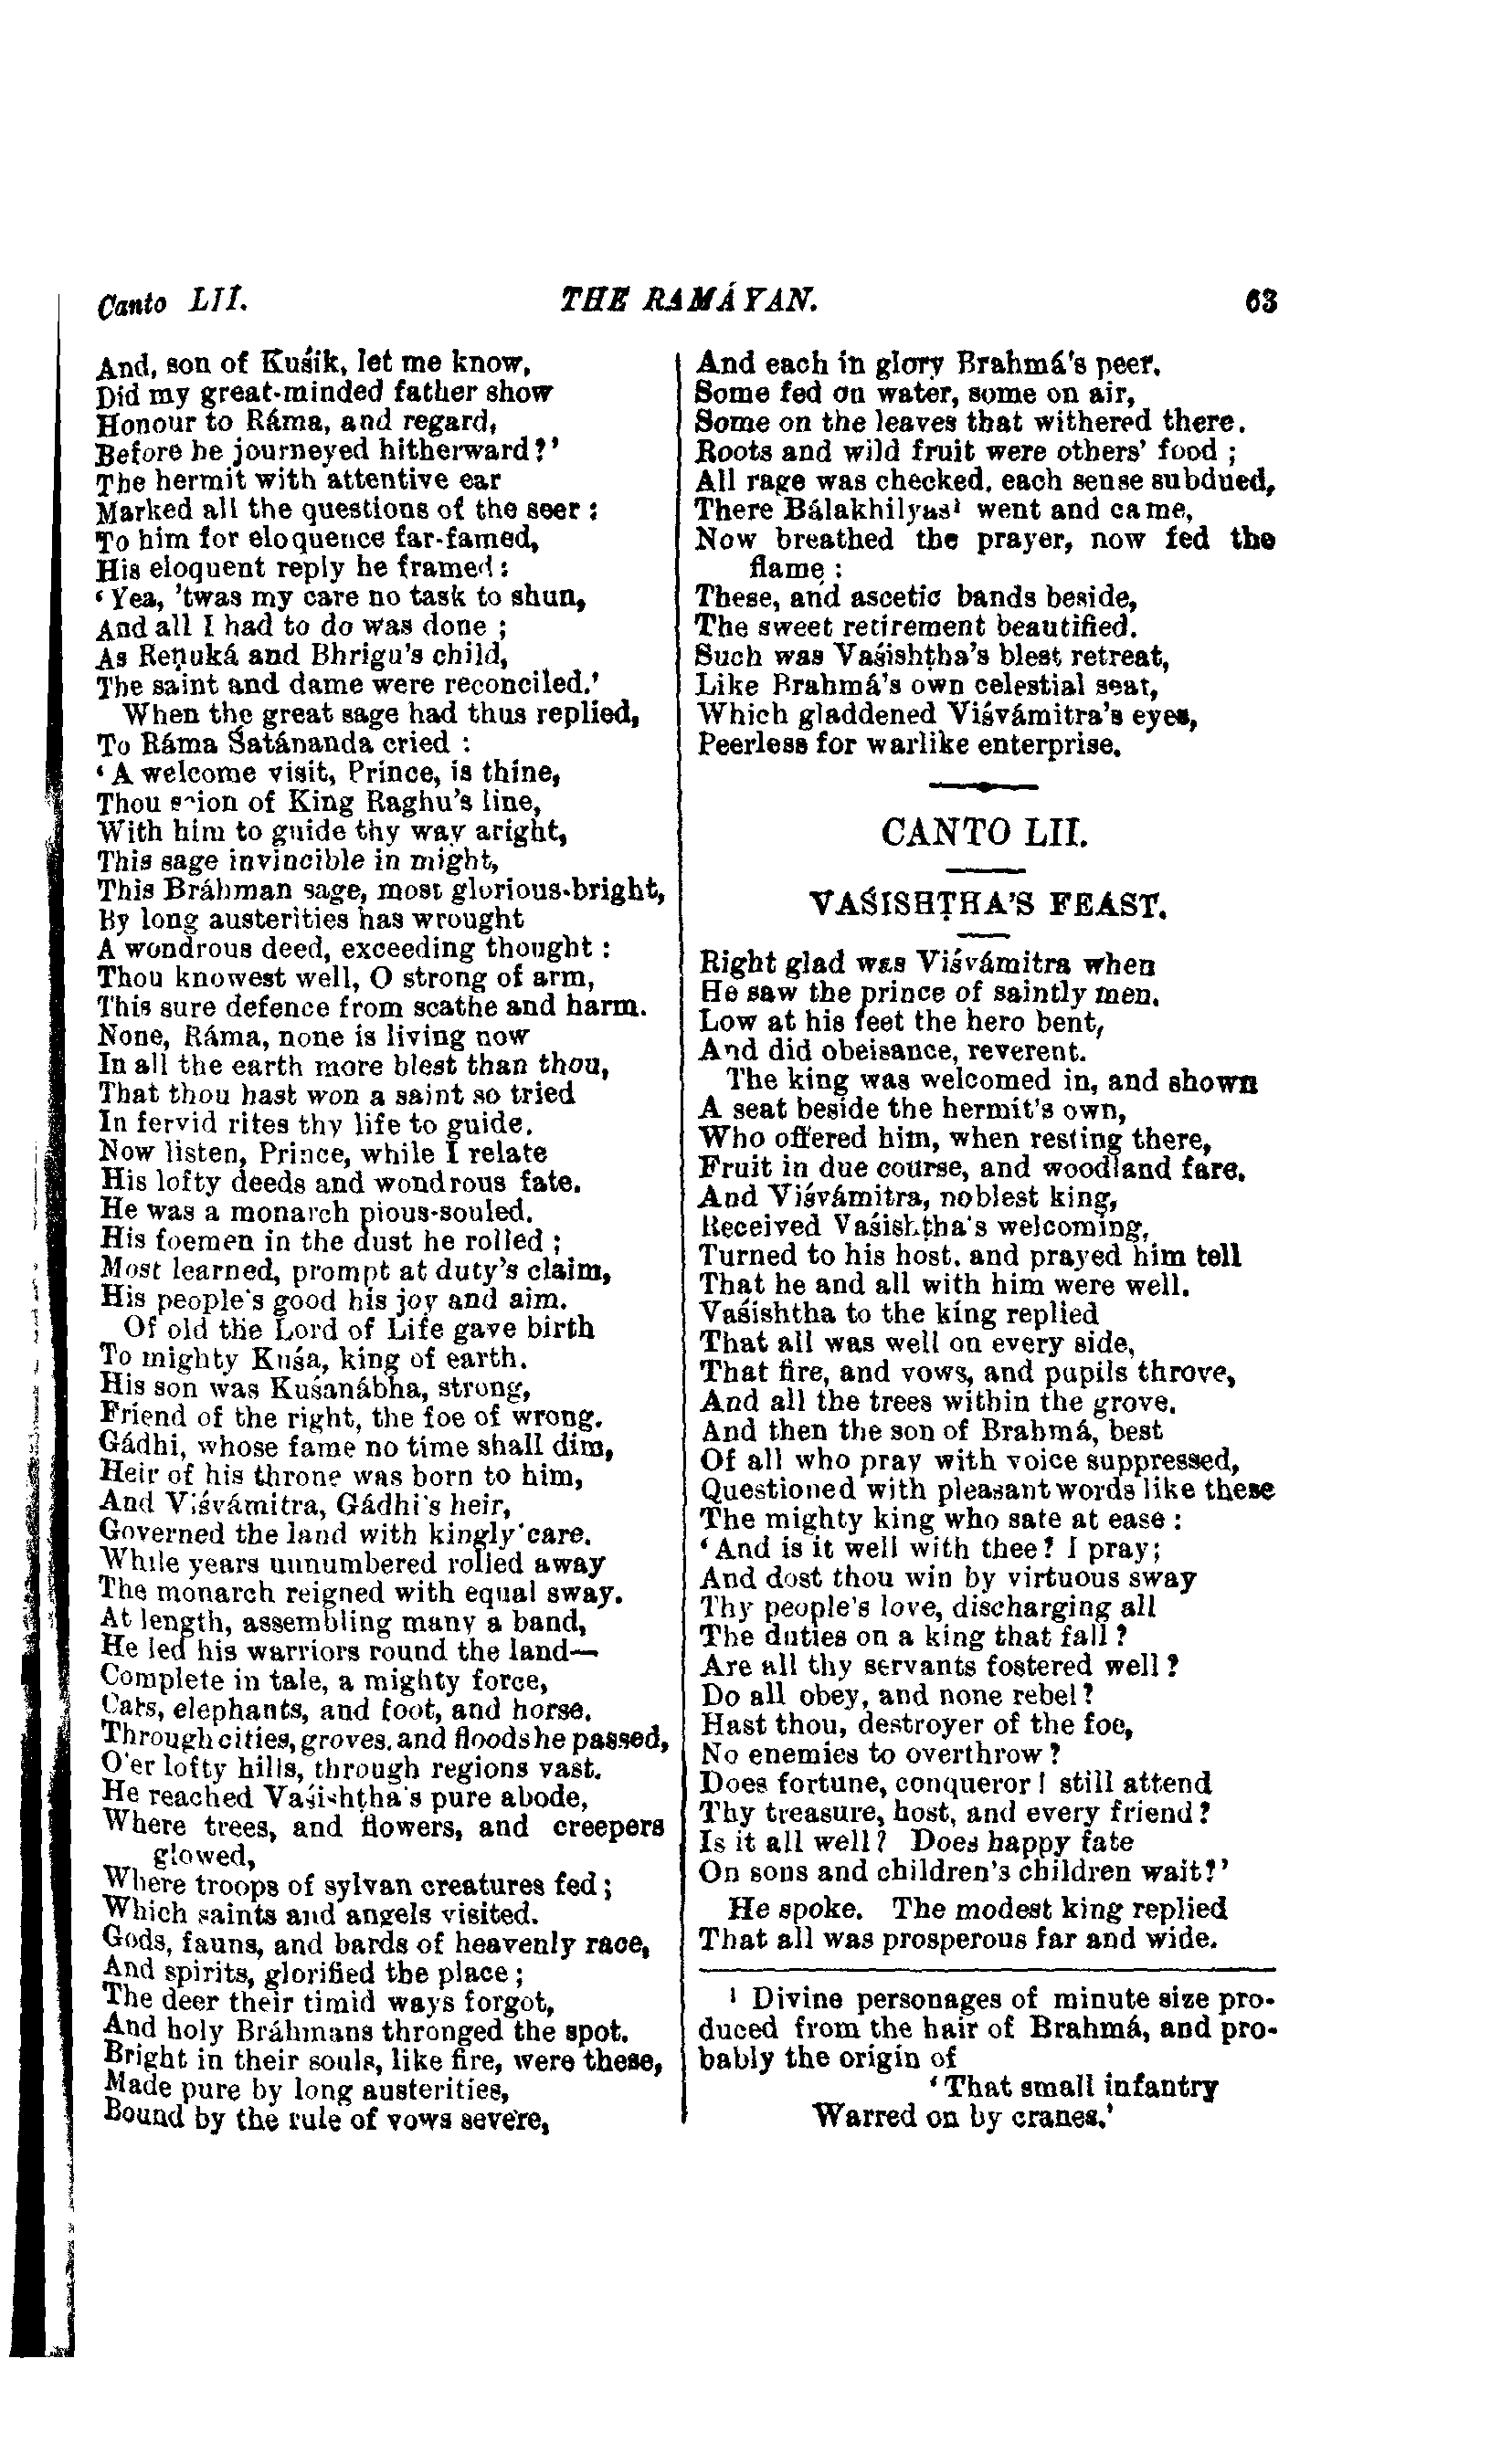 Canto LII. THE RAMÁYAN. 63
And, son of Kuśik, let me know,
Did my great-minded father show
Honour to Ráma, and regard,
Before he journeyed hitherward?'
The hermit with attentive ear
Marked all the questions of the seer:
To him for eloquence far-famed,
His eloquent reply he framed:
'Yea, 'twas my care no task to shun,
And all I had to do was done;
As Reṇuká and Bhrigu's child,
The saint and dame were reconciled.'
When the great sage had thus replied,
To Ráma Śatánanda cried:
'A welcome visit, Prince, is thine,
Thou scion of King Raghu's line,
With him to guide thy way aright,
This sage invincible in might,
This Bráhman sage, most glorious-bright,
By long austerities has wrought
A wondrous deed, exceeding thought:
Thou knowest well, O strong of arm,
This sure defence from scathe and harm.
None, Ráma, none is living now
In all the earth more blest than thou,
That thou hast won a saint so tried
In fervid rites thy life to guide.
Now listen, Prince, while I relate
His lofty deeds and wondrous fate.
He was a monarch pious-souled.
His foemen in the dust he rolled;
Most learned, prompt at duty's claim,
His people's good his joy and aim.
Of old the Lord of Life gave birth
To mighty Kuśa, king of earth.
His son was Kuśanábha, strong,
Friend of the right, the foe of wrong.
Gádhi, whose fame no time shall dim,
Heir of his throne was born to him,
And Viśvámitra, Gádhi's heir,
Governed the land with kingly care.
While years unnumbered rolled away
The monarch reigned with equal sway.
At length, assembling many a band,
He led his warriors round the land—
Complete in tale, a mighty force,
Cars, elephants, and foot, and horse.
Through cities, groves, and floods he passed,
O'er lofty hills, through regions vast.
He reached Vaśishṭha's pure abode,
Where trees, and flowers, and creepers
glowed,
Where troops of sylvan creatures fed;
Which saints and angels visited.
Gods, fauns, and bards of heavenly race,
And spirits, glorified the place;
The deer their timid ways forgot,
And holy Bráhmans thronged the spot.
Bright in their souls, like fire, were these,
Made pure by long austerities,
Bound by the rule of vows severe,
And each in glory Brahmá's peer.
Some fed on water, some on air,
Some on the leaves that withered there.
Roots and wild fruit were others' food;
All rage was checked, each sense subdued,
There Bálakhilyas¹ went and came,
Now breathed the prayer, now fed the
flame:
These, and ascetic bands beside,
The sweet retirement beautified.
Such was Vaśishṭha's blest retreat,
Like Brahmá's own celestial seat,
Which gladdened Viśvámitra's eyes,
Peerless for warlike enterprise.
CANTO LII.
VAŚISHṬHA'S FEAST.
Right glad was Viśvámitra when
He saw the prince of saintly men.
Low at his feet the hero bent,
And did obeisance, reverent.
The king was welcomed in, and shown
A seat beside the hermit's own,
Who offered him, when resting there,
Fruit in due course, and woodland fare.
And Viśvámitra, noblest king,
Received Vaśishṭha's welcoming,
Turned to his host, and prayed him tell
That he and all with him were well.
Vaśishtha to the king replied
That all was well on every side,
That fire, and vows, and pupils throve,
And all the trees within the grove.
And then the son of Brahmá, best
Of all who pray with voice suppressed,
Questioned with pleasant words like these
The mighty king who sate at ease:
'And is it well with thee? I pray;
And dost thou win by virtuous sway
Thy people's love, discharging all
The duties on a king that fall?
Are all thy servants fostered well?
Do all obey, and none rebel?
Hast thou, destroyer of the foe,
No enemies to overthrow?
Does fortune, conqueror! still attend
Thy treasure, host, and every friend?
Is it all well? Does happy fate
On sons and children's children wait?'
He spoke. The modest king replied
That all was prosperous far and wide.
¹ Divine personages of minute size pro-
duced from the hair of Brahmá, and pro-
bably the origin of
'That small infantry
Warred on by cranes.'